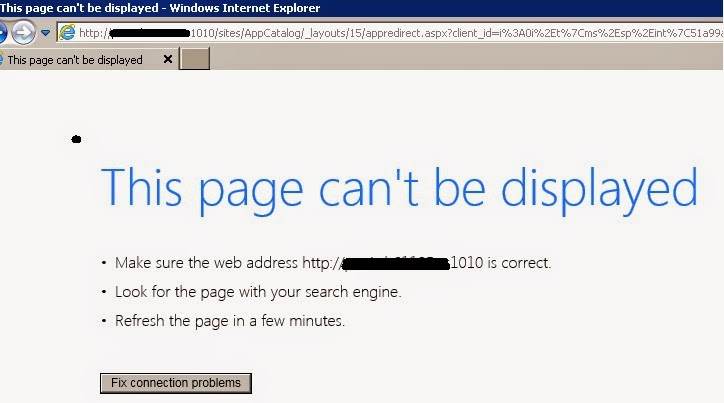 This page can't be displayed - Windows Internet Explorer
http:// 1010/sites/AppCatalog/_layouts/15/appredirect.aspx?client_id=i%3A0i%2Et%7Cms%2Esp%2Eint%7C51a99a
This page can't be displayed
This page can't be displayed
• Make sure the web address http:// 1010 is correct.
• Look for the page with your search engine.
• Refresh the page in a few minutes.
Fix connection problems